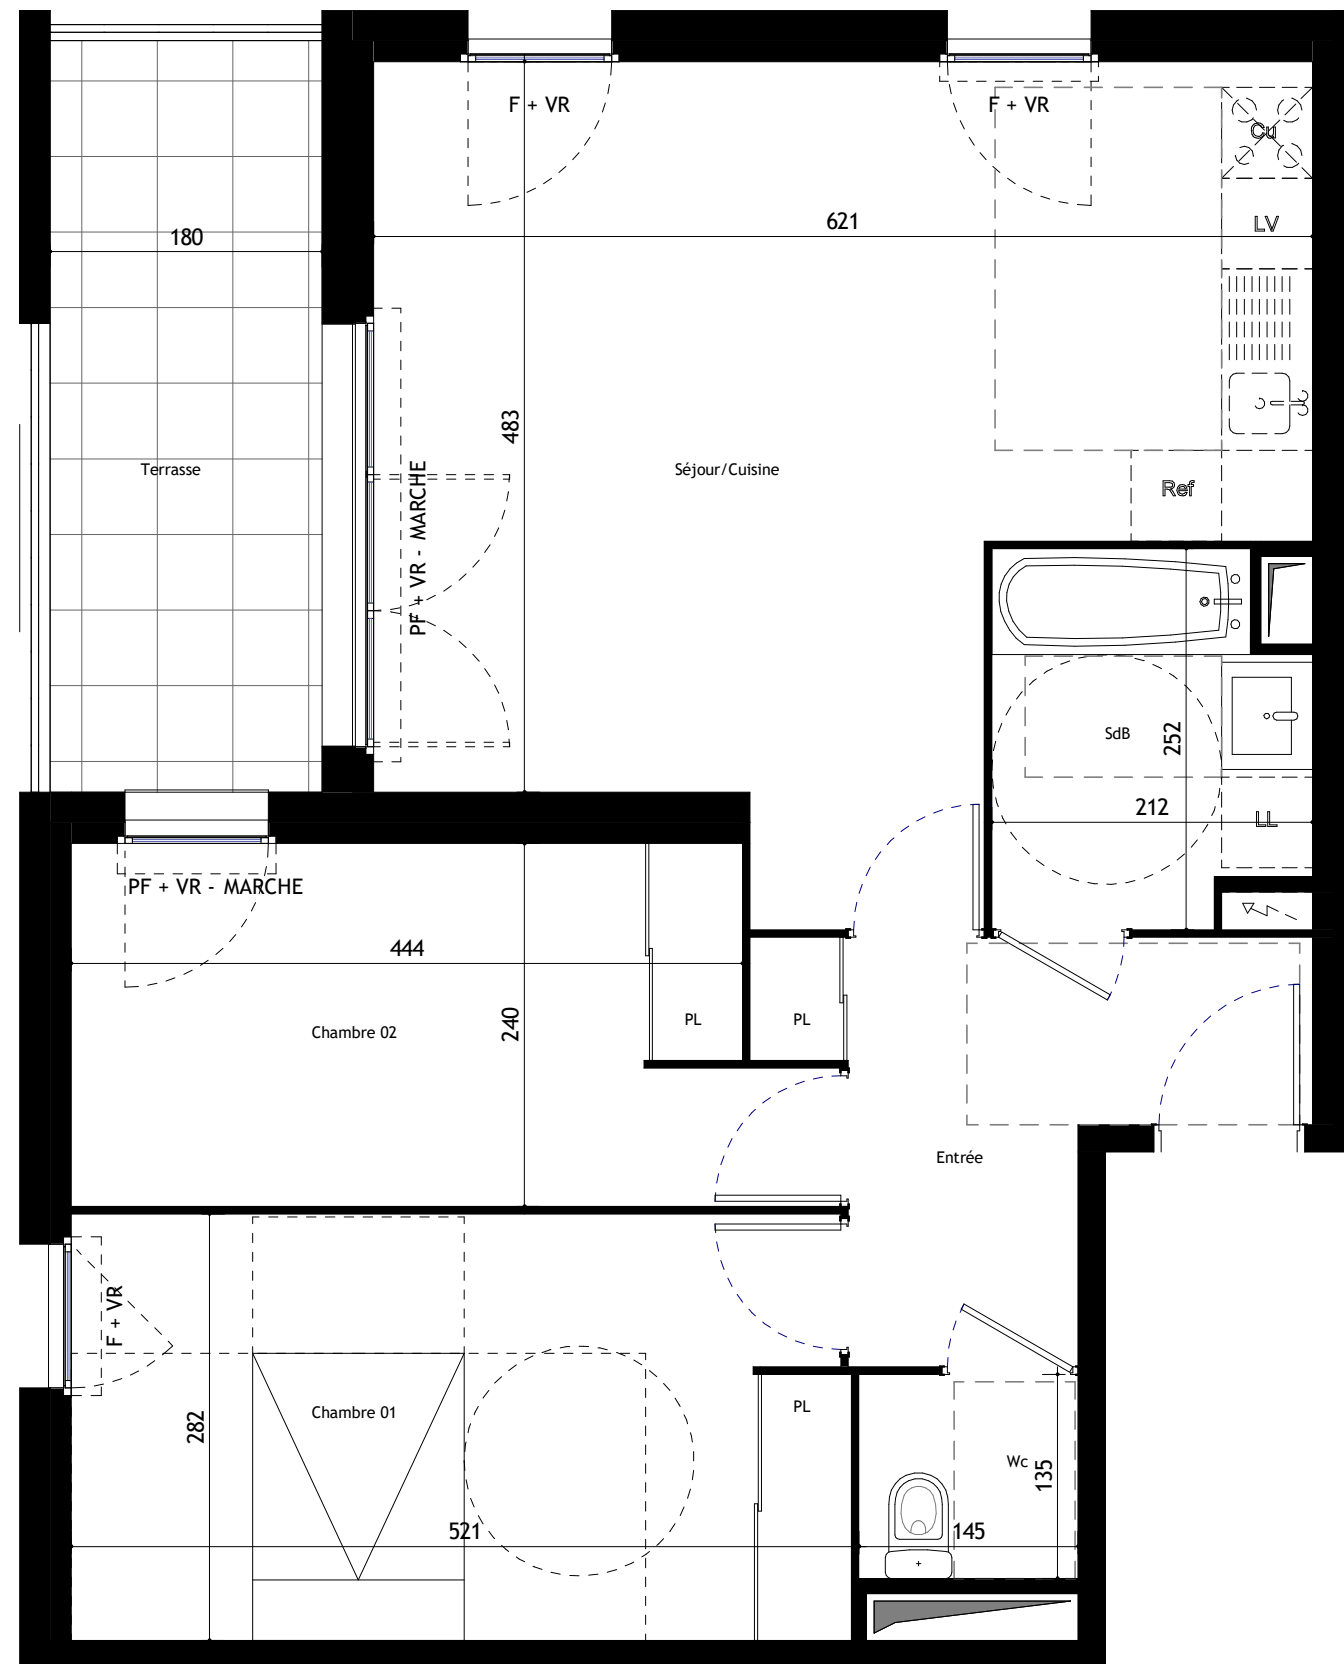 F + VR
F + VR
Cu
180
621
LV
483
Terrasse
PF + VR - MARCHE
Séjour/Cuisine
Ref
SdB
252
212
LL
PF + VR - MARCHE
444
240
Chambre 02
PL
PL
Entrée
F + VR
282
Chambre 01
PL
Wc
135
521
145